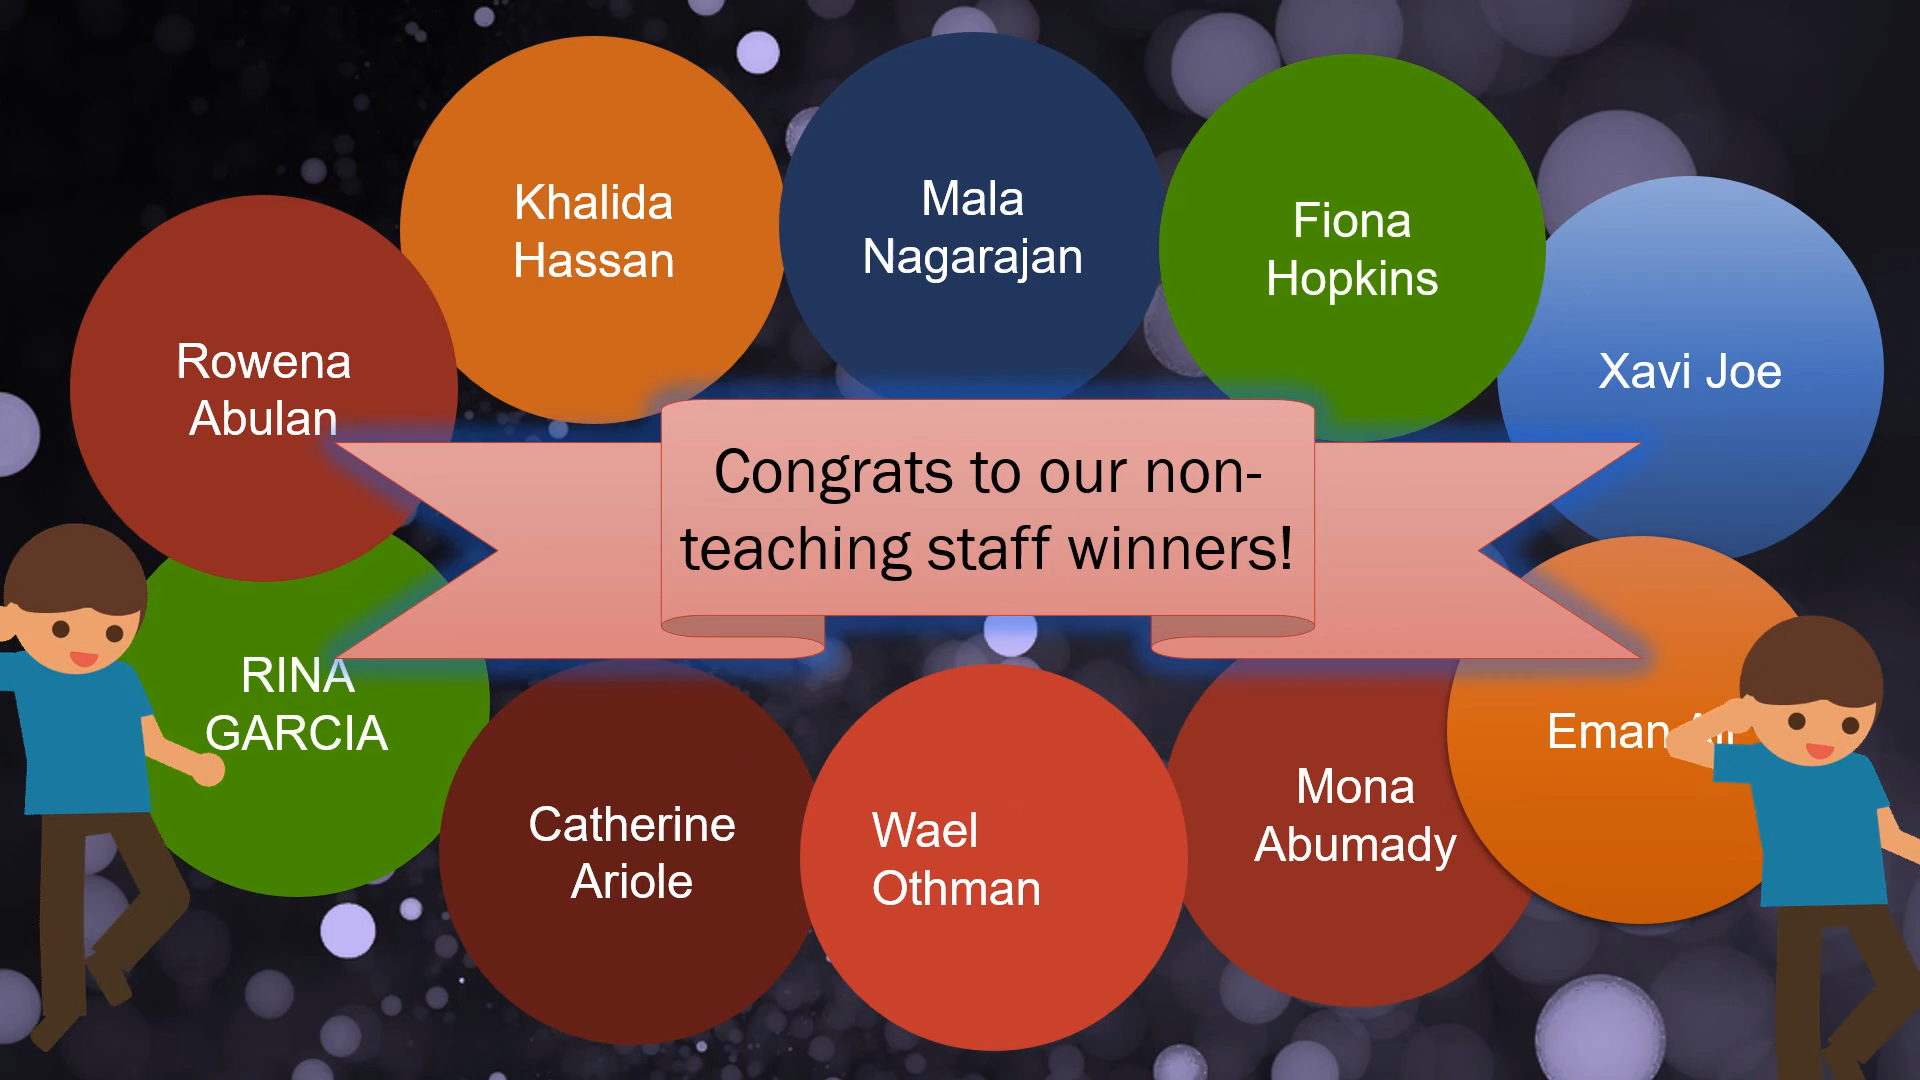 Khalida
Hassan
Mala
Nagarajan
Fiona
Hopkins
Xavi Joe
Rowena
Abulan
Congrats to our non-
teaching staff winners!
RINA
GARCIA
Eman
Catherine
Ariole
Wael
Othman
Mona
Abumady